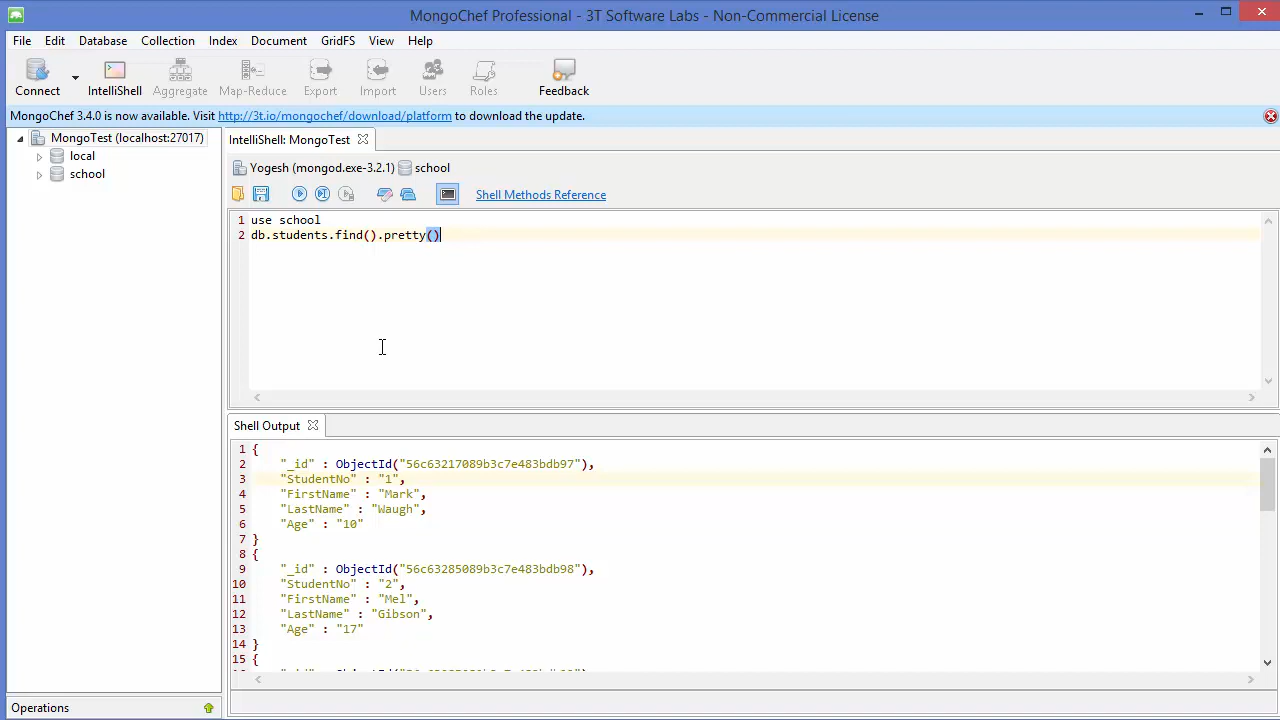 MongoChef Professional - 3T Software Labs - Non-Commercial License
File Edit Database Collection Index Document GridFS View Help
Connect IntelliShell Aggregate Map-Reduce Export Import Users Roles Feedback
MongoChef 3.4.0 is now available. Visit http://3t.io/mongochef/download/platform to download the update.
MongoTest (localhost:27017)
local
school
Operations
IntelliShell: MongoTest
Yogesh (mongod.exe-3.2.1) school
Shell Methods Reference
1 use school
2 db.students.find().pretty()
Shell Output
1 {
2 "_id" : ObjectId("56c63217089b3c7e483bdb97"),
3 "StudentNo" : "1",
4 "FirstName" : "Mark",
5 "LastName" : "Waugh",
6 "Age" : "10"
7 }
8 {
9 "_id" : ObjectId("56c63285089b3c7e483bdb98"),
10 "StudentNo" : "2",
11 "FirstName" : "Mel",
12 "LastName" : "Gibson",
13 "Age" : "17"
14 }
15 {